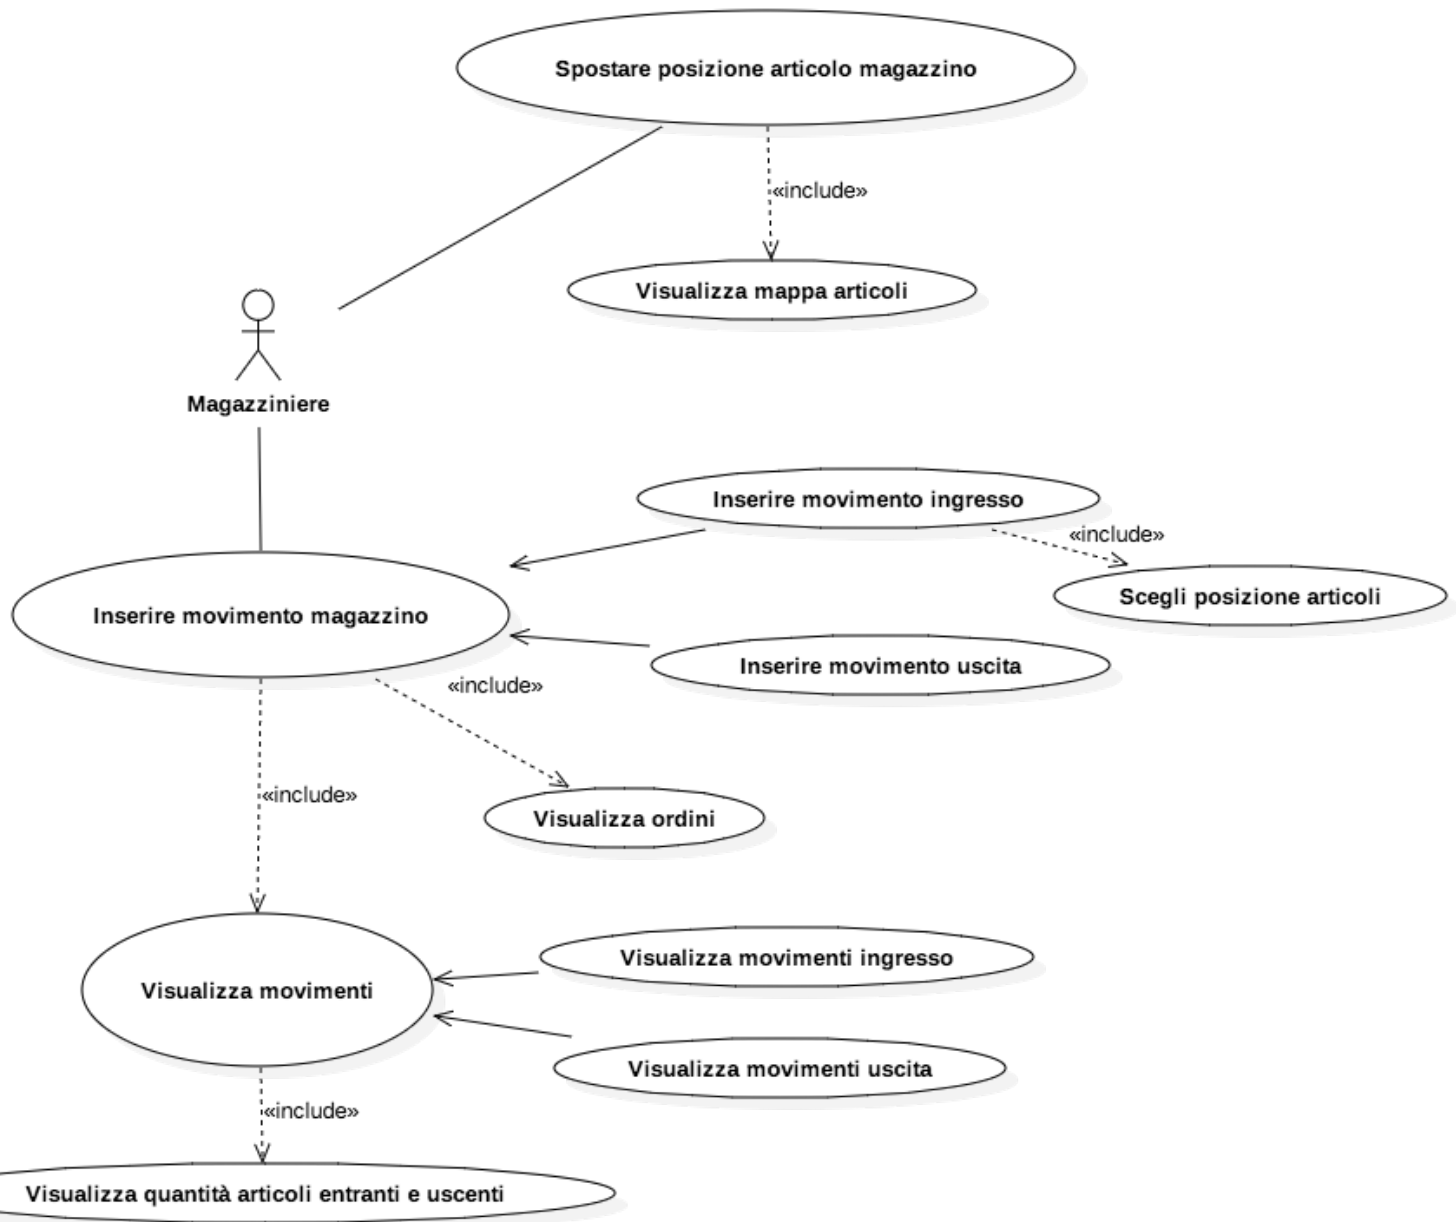 Spostare posizione articolo magazzino
«include»
Visualizza mappa articoli
Magazziniere
Inserire movimento ingresso
«include»
Scegli posizione articoli
Inserire movimento magazzino
Inserire movimento uscita
«include»
«include»
Visualizza ordini
Visualizza movimenti ingresso
Visualizza movimenti
Visualizza movimenti uscita
«include»
Visualizza quantità articoli entranti e uscenti